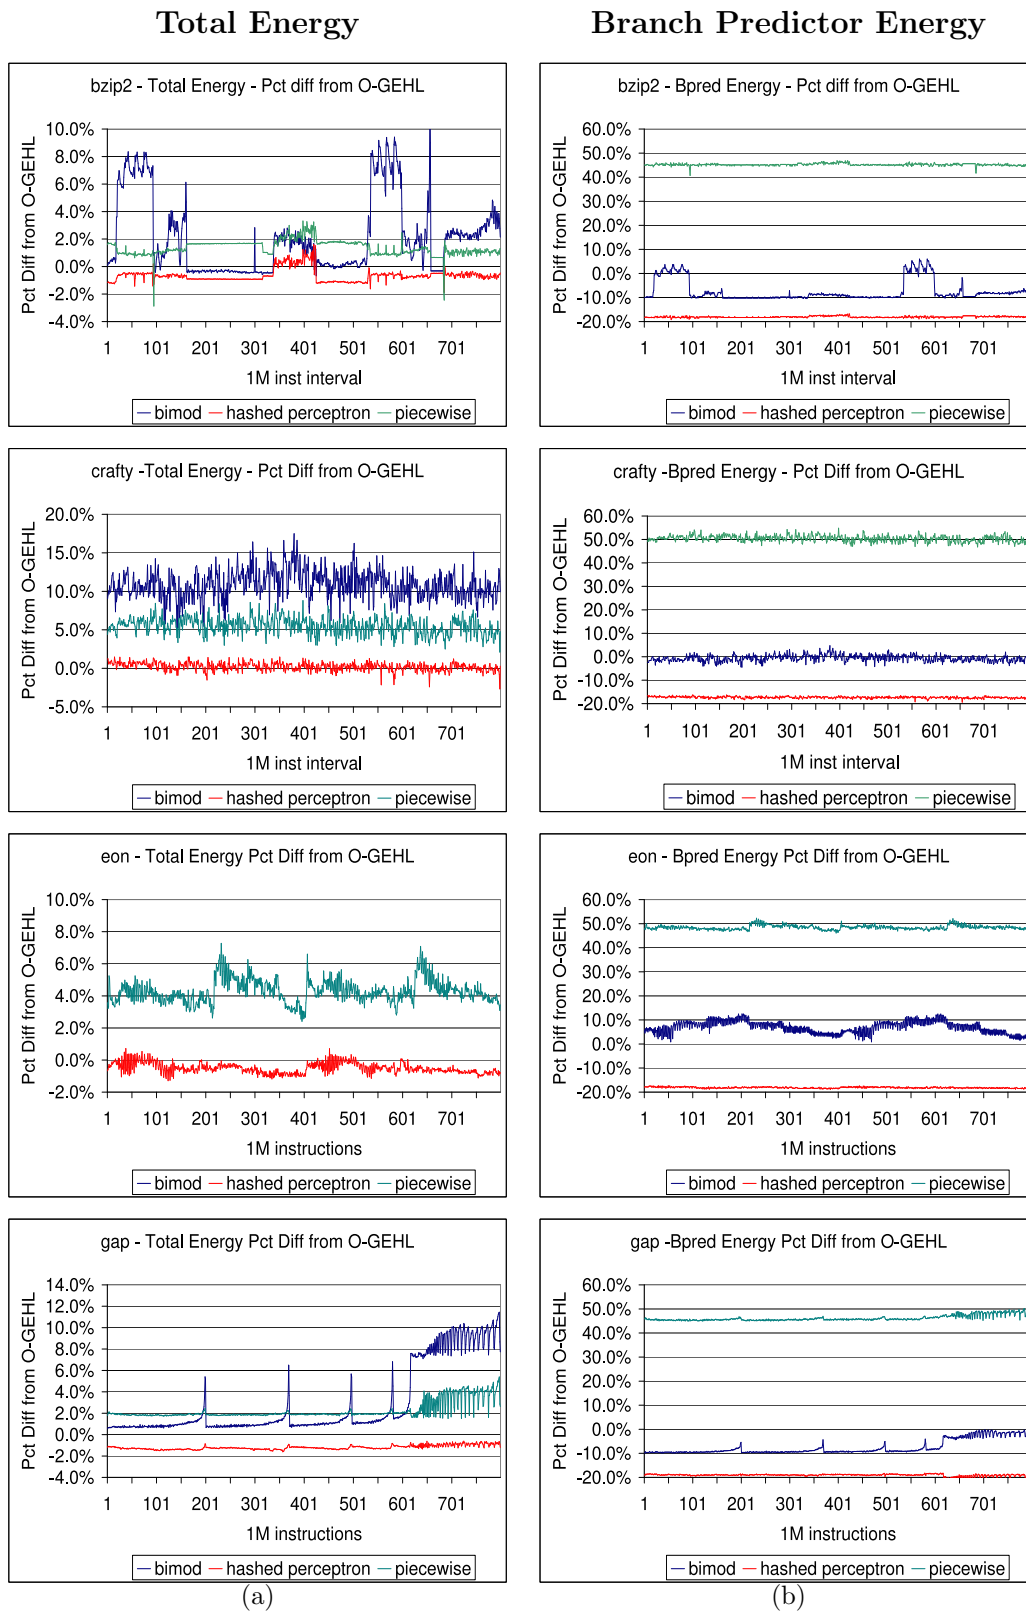 Total Energy
Branch Predictor Energy
bzip2 - Total Energy - Pct diff from O-GEHL
Pct Diff from O-GEHL
10.0%
8.0%
6.0%
4.0%
2.0%
0.0%
-2.0%
-4.0%
1 101 201 301 401 501 601 701
1M inst interval
bimod hashed perceptron piecewise
bzip2 - Bpred Energy - Pct diff from O-GEHL
Pct Diff from O-GEHL
60.0%
50.0%
40.0%
30.0%
20.0%
10.0%
0.0%
-10.0%
-20.0%
1 101 201 301 401 501 601 701
1M inst interval
bimod hashed perceptron piecewise
crafty -Total Energy - Pct Diff from O-GEHL
Pct Diff from O-GEHL
20.0%
15.0%
10.0%
5.0%
0.0%
-5.0%
1 101 201 301 401 501 601 701
1M inst interval
bimod hashed perceptron piecewise
crafty -Bpred Energy - Pct Diff from O-GEHL
Pct Diff from O-GEHL
60.0%
50.0%
40.0%
30.0%
20.0%
10.0%
0.0%
-10.0%
-20.0%
1 101 201 301 401 501 601 701
1M inst interval
bimod hashed perceptron piecewise
eon - Total Energy Pct Diff from O-GEHL
Pct Diff from O-GEHL
10.0%
8.0%
6.0%
4.0%
2.0%
0.0%
-2.0%
1 101 201 301 401 501 601 701
1M instructions
bimod hashed perceptron piecewise
eon - Bpred Energy Pct Diff from O-GEHL
Pct Diff from O-GEHL
60.0%
50.0%
40.0%
30.0%
20.0%
10.0%
0.0%
-10.0%
-20.0%
1 101 201 301 401 501 601 701
1M instructions
bimod hashed perceptron piecewise
gap - Total Energy Pct Diff from O-GEHL
Pct Diff from O-GEHL
14.0%
12.0%
10.0%
8.0%
6.0%
4.0%
2.0%
0.0%
-2.0%
-4.0%
1 101 201 301 401 501 601 701
1M instructions
bimod hashed perceptron piecewise
gap -Bpred Energy Pct Diff from O-GEHL
Pct Diff from O-GEHL
60.0%
50.0%
40.0%
30.0%
20.0%
10.0%
0.0%
-10.0%
-20.0%
1 101 201 301 401 501 601 701
1M instructions
bimod hashed perceptron piecewise
(a)
(b)